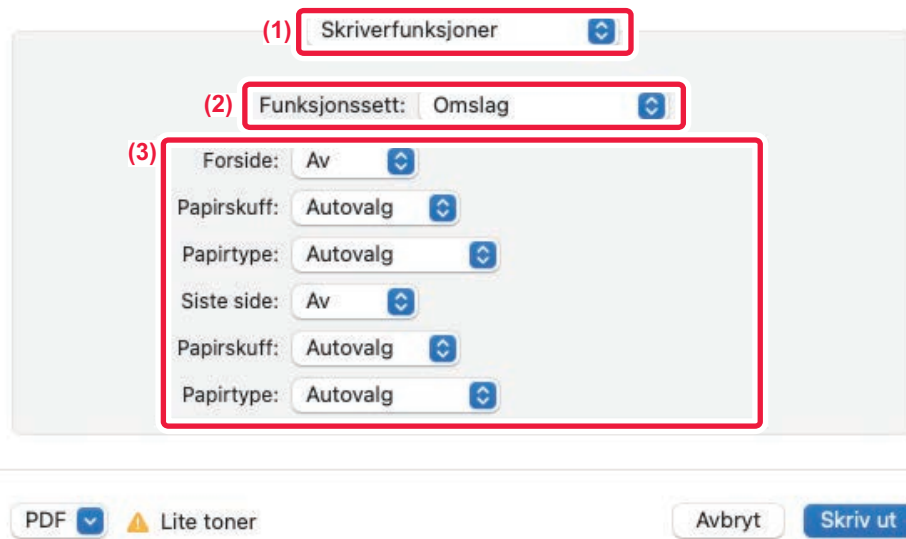 (1) Skriverfunksjoner
(2) Funksjonssett: Omslag
(3) Forside: Av
Papirskuff: Autovalg
Papirtype: Autovalg
Siste side: Av
Papirskuff: Autovalg
Papirtype: Autovalg
PDF Lite toner Avbryt Skriv ut